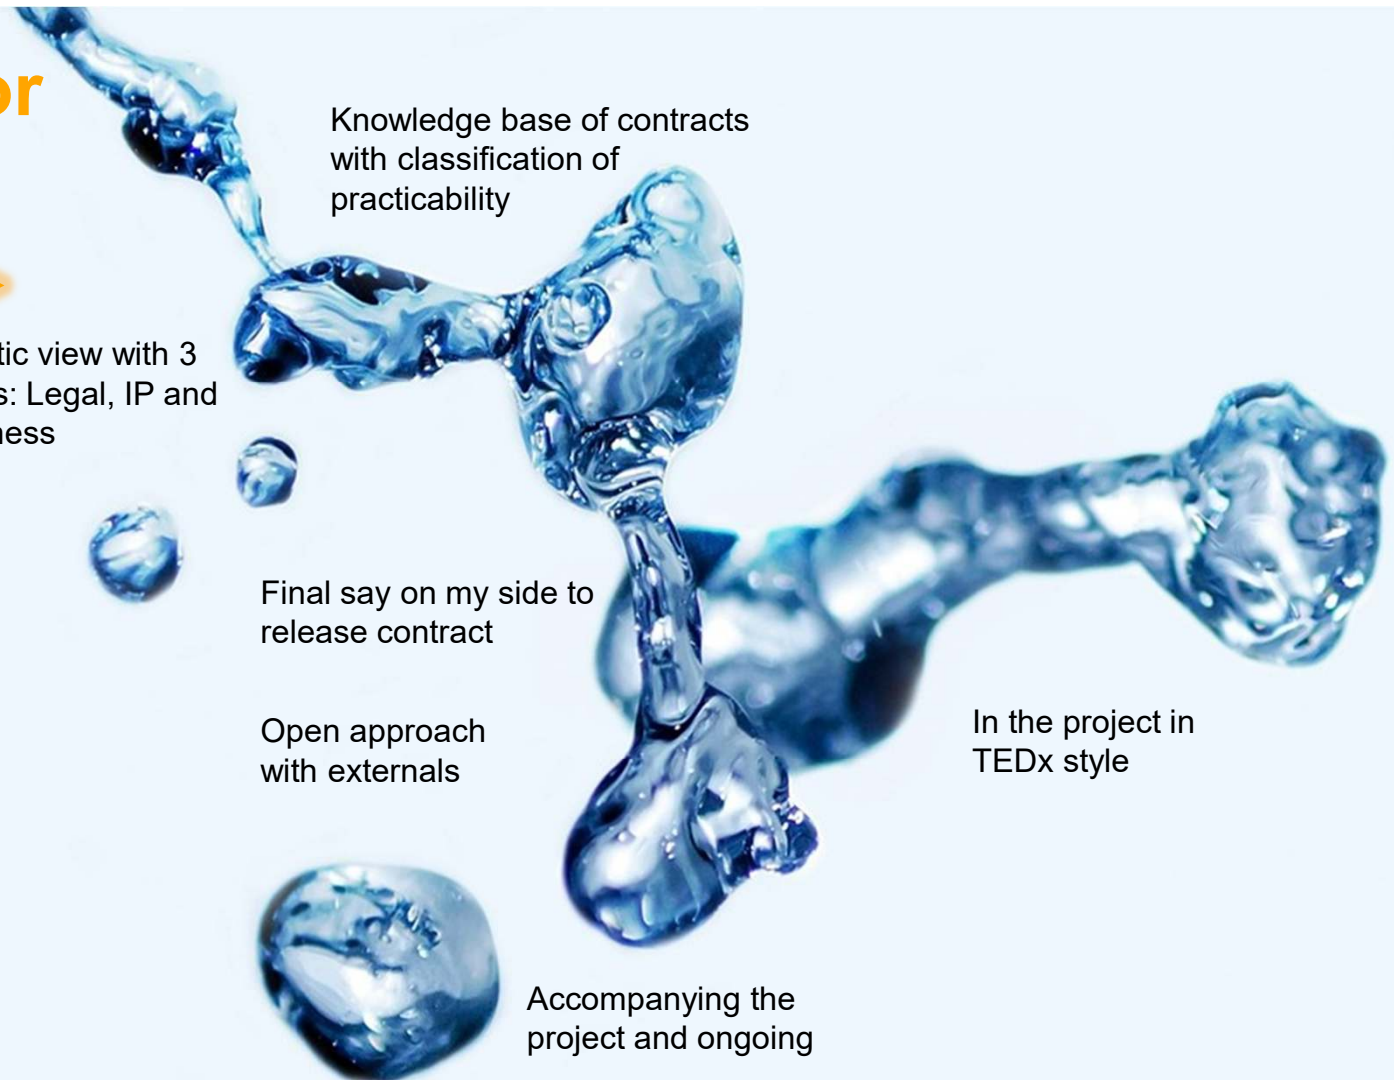 or
Knowledge base of contracts
with classification of
practicability
tic view with 3
s: Legal, IP and
ness
Final say on my side to
release contract
Open approach
with externals
In the project in
TEDx style
Accompanying the
project and ongoing